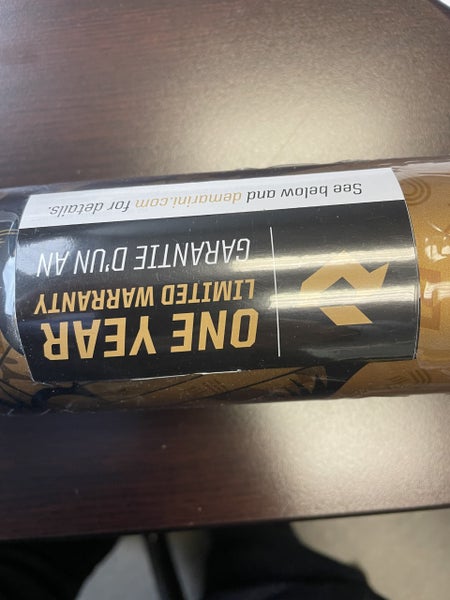 ONE YEAR
LIMITED WARRANTY
GARANTIE D'UN AN
See below and demarini.com for details.